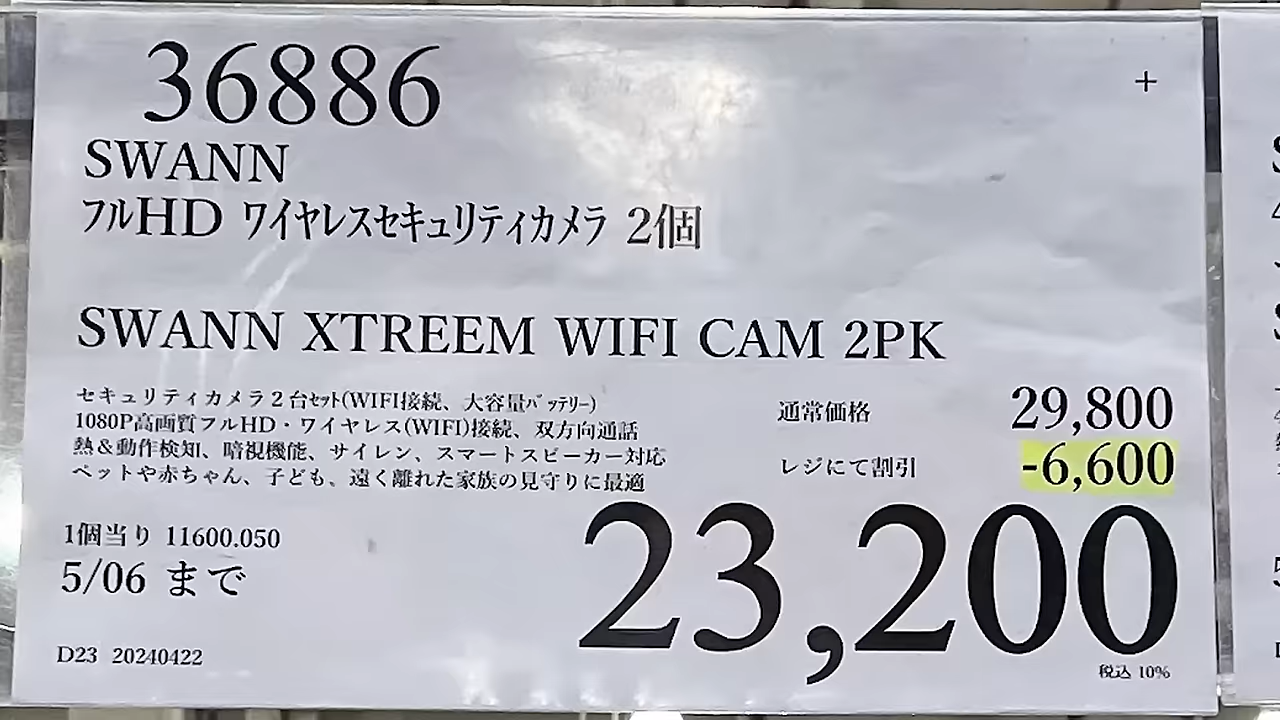 36886
+
SWANN
フルHD ワイヤレスセキュリティカメラ 2個
SWANN XTREEM WIFI CAM 2PK
セキュリティカメラ２台ｾｯﾄ(WIFI接続、大容量ﾊﾞｯﾃﾘｰ)
1080P高画質フルHD・ワイヤレス(WIFI)接続、双方向通話
熱＆動作検知、暗視機能、サイレン、スマートスピーカー対応
ペットや赤ちゃん、子ども、遠く離れた家族の見守りに最適
通常価格 29,800
レジにて割引 -6,600
23,200
税込 10%
1個当り 11600.050
5/06 まで
D23 20240422